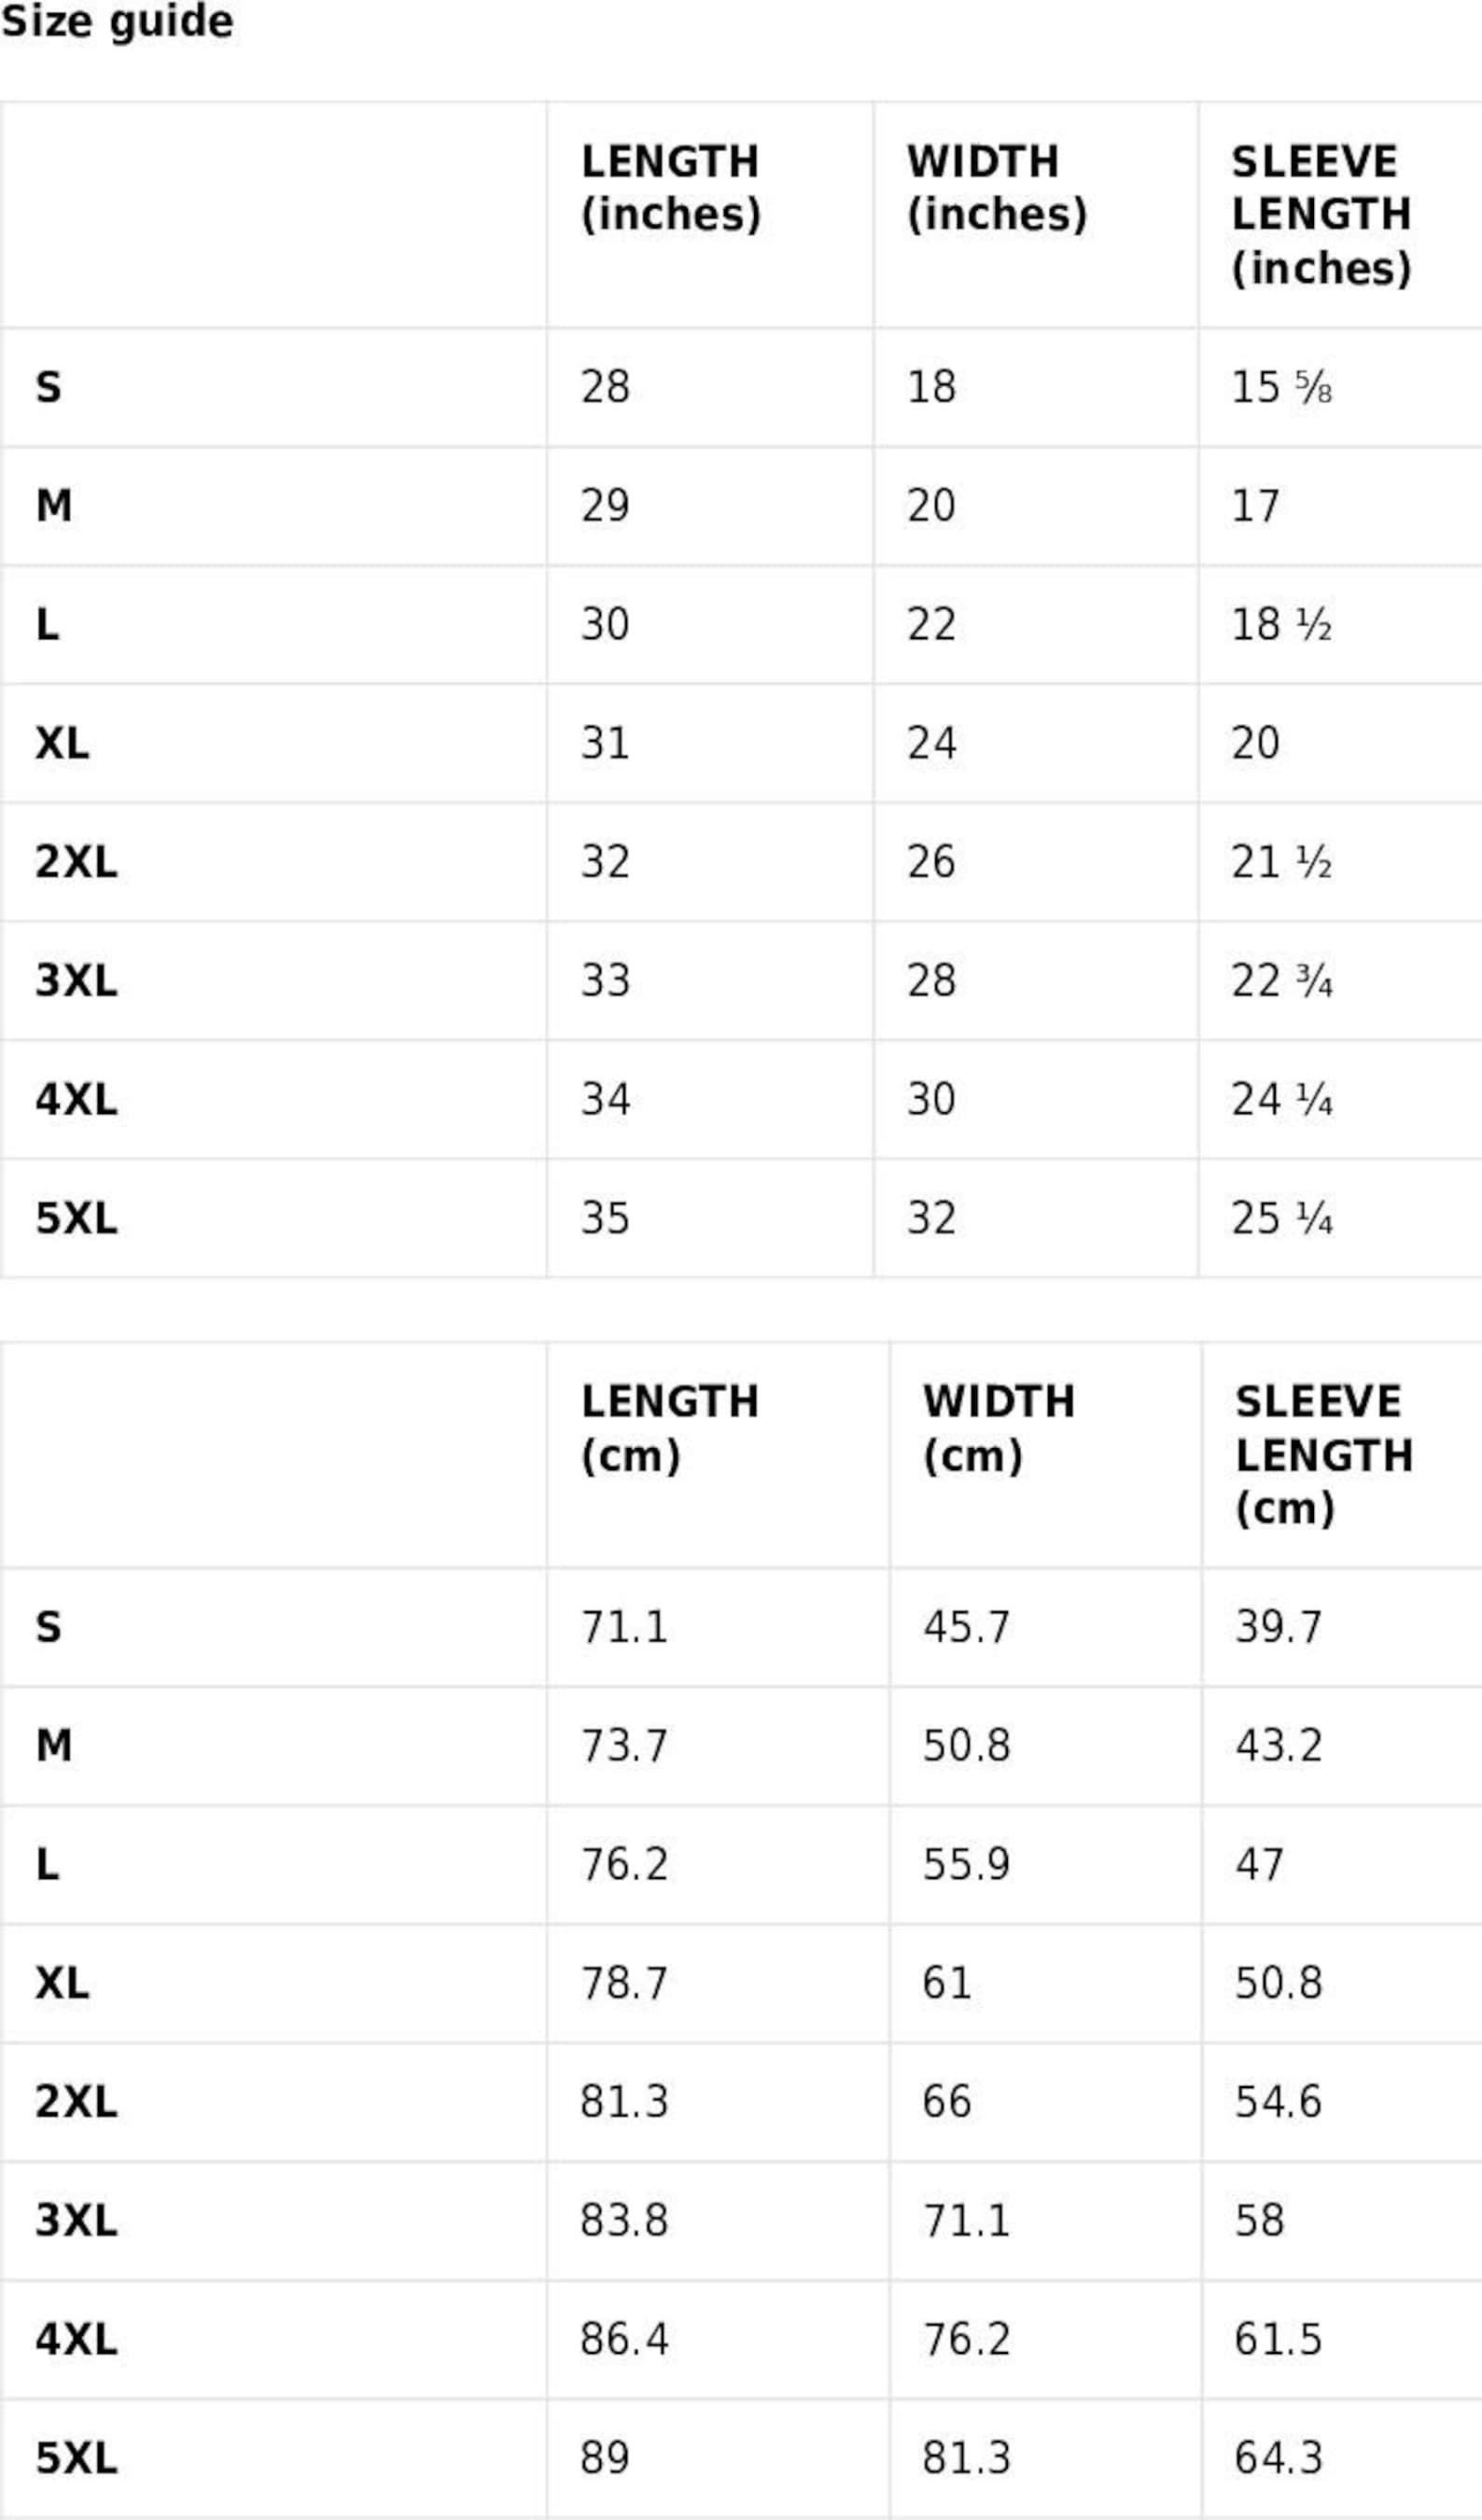 Size guide
LENGTH (inches) WIDTH (inches) SLEEVE LENGTH (inches)
S 28 18 15 ⅝
M 29 20 17
L 30 22 18 ½
XL 31 24 20
2XL 32 26 21 ½
3XL 33 28 22 ¾
4XL 34 30 24 ¼
5XL 35 32 25 ¼
LENGTH (cm) WIDTH (cm) SLEEVE LENGTH (cm)
S 71.1 45.7 39.7
M 73.7 50.8 43.2
L 76.2 55.9 47
XL 78.7 61 50.8
2XL 81.3 66 54.6
3XL 83.8 71.1 58
4XL 86.4 76.2 61.5
5XL 89 81.3 64.3